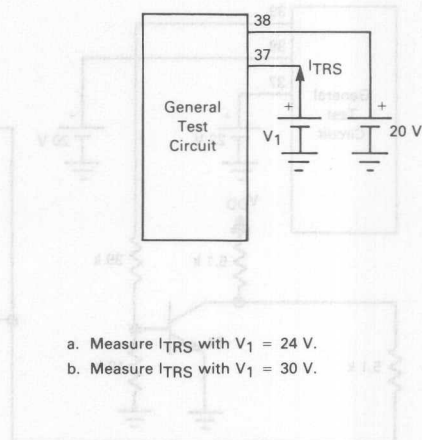 38
37
ITRS
General
Test
Circuit
+
V1
+
20 V
a. Measure ITRS with V1 = 24 V.
b. Measure ITRS with V1 = 30 V.